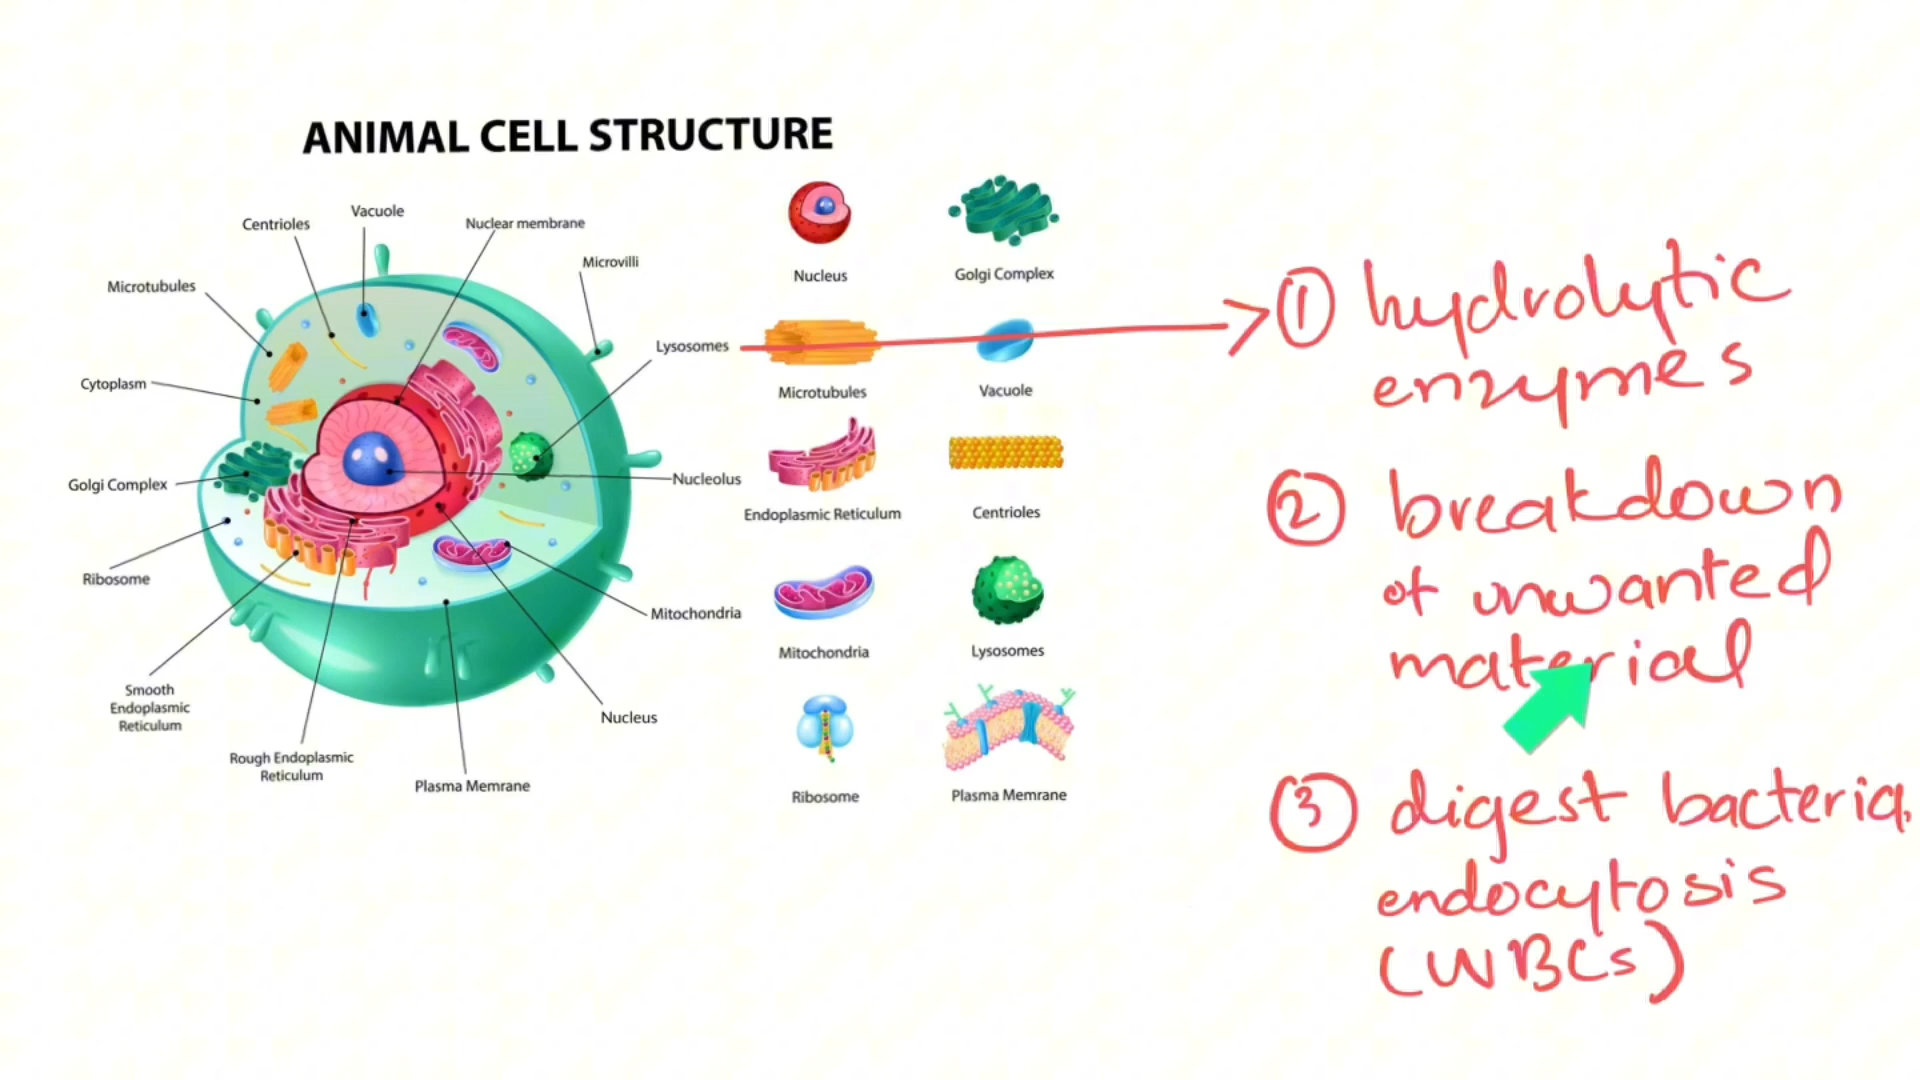 ANIMAL CELL STRUCTURE
Vacuole
Centrioles
Nuclear membrane
Microvilli
Microtubules
Lysosomes
Cytoplasm
Golgi Complex
Nucleolus
Ribosome
Mitochondria
Smooth
Endoplasmic
Reticulum
Nucleus
Rough Endoplasmic
Reticulum
Plasma Memrane
Nucleus
Golgi Complex
Microtubules
Vacuole
Endoplasmic Reticulum
Centrioles
Mitochondria
Lysosomes
Ribosome
Plasma Memrane
① hydrolytic
enzymes
② breakdown
of unwanted
material
③ digest bacteria,
endocytosis
(WBCs)